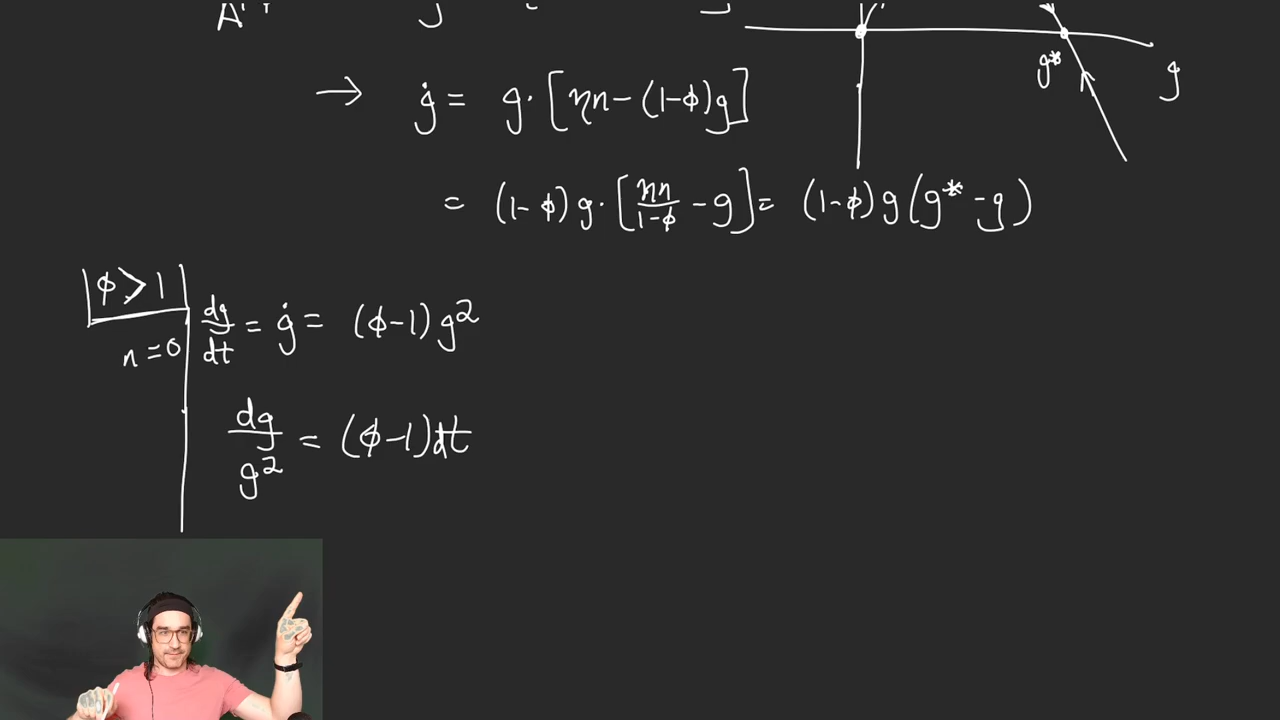 → ġ = g · [ηn − (1−ϕ)g]
g*
g
= (1−ϕ) g · [ηn/(1−ϕ) − g] = (1−ϕ) g (g* − g)
ϕ > 1
n = 0
dg/dt = ġ = (ϕ−1) g²
dg/g² = (ϕ−1)dt